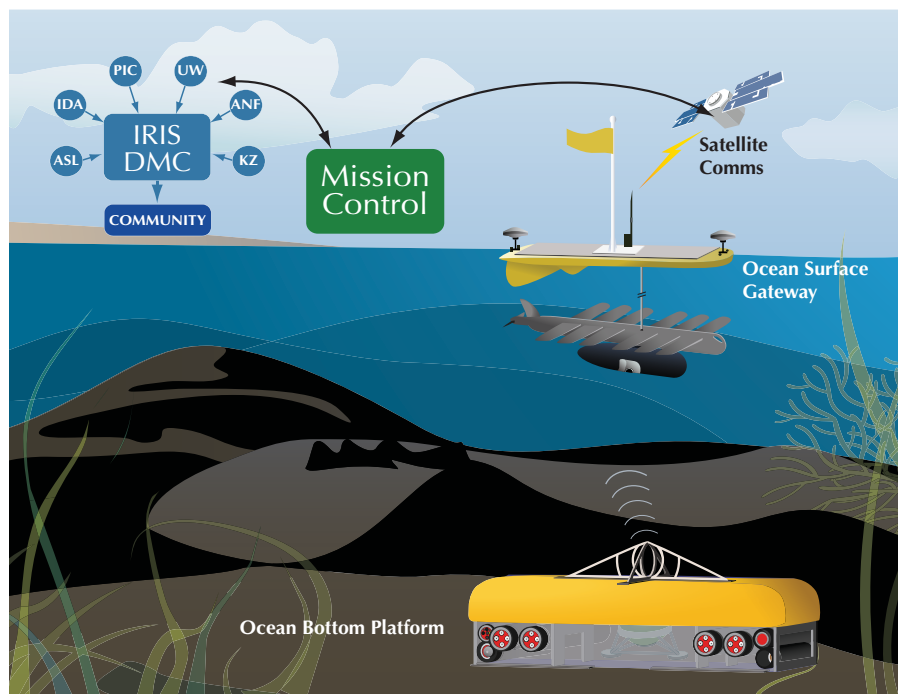 PIC
UW
IDA
ANF
IRIS
DMC
ASL
KZ
COMMUNITY
Mission
Control
Satellite
Comms
Ocean Surface
Gateway
Ocean Bottom Platform